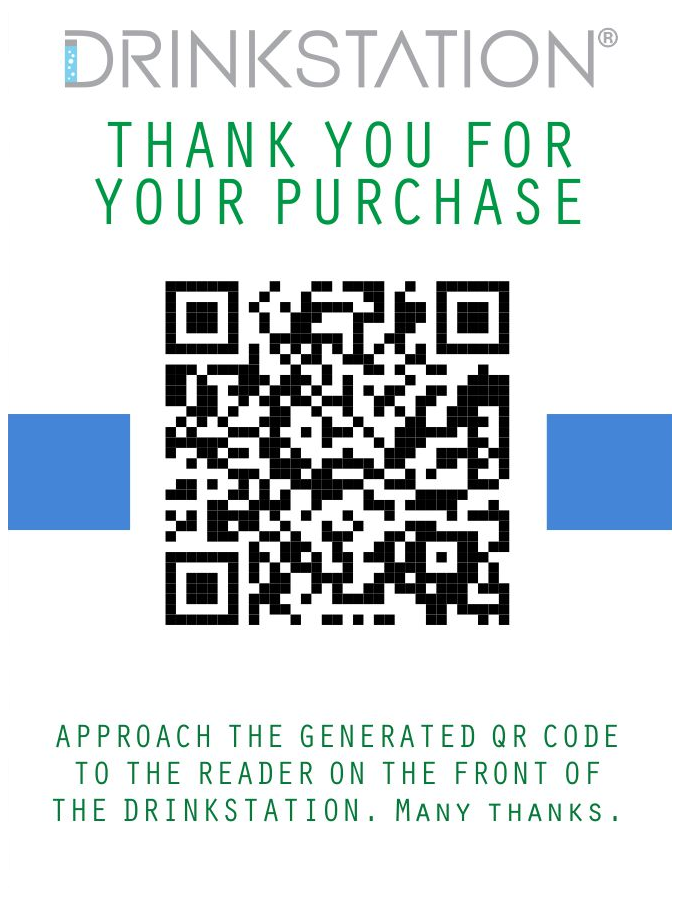 DRINKSTATION®
THANK YOU FOR
YOUR PURCHASE
APPROACH THE GENERATED QR CODE
TO THE READER ON THE FRONT OF
THE DRINKSTATION. MANY THANKS.